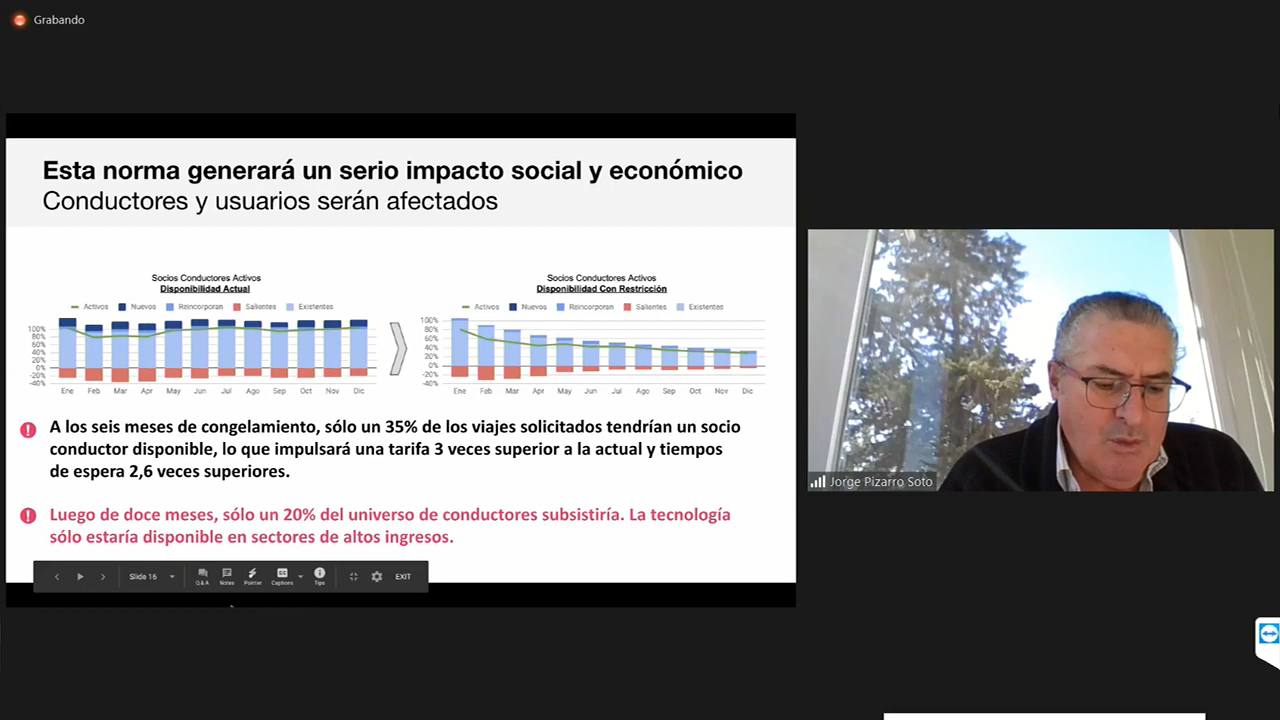 Grabando
Esta norma generará un serio impacto social y económico
Conductores y usuarios serán afectados
Socios Conductores Activos
Disponibilidad Actual
Activos Nuevos Reincorporan Salientes Existentes
100%
80%
60%
40%
20%
0%
-20%
-40%
Ene Feb Mar Apr May Jun Jul Ago Sep Oct Nov Dic
Socios Conductores Activos
Disponibilidad Con Restricción
Activos Nuevos Reincorporan Salientes Existentes
100%
80%
60%
40%
20%
0%
-20%
-40%
Ene Feb Mar Apr May Jun Jul Ago Sep Oct Nov Dic
A los seis meses de congelamiento, sólo un 35% de los viajes solicitados tendrían un socio
conductor disponible, lo que impulsará una tarifa 3 veces superior a la actual y tiempos
de espera 2,6 veces superiores.
Luego de doce meses, sólo un 20% del universo de conductores subsistiría. La tecnología
sólo estaría disponible en sectores de altos ingresos.
Slide 16 Q&A Notes Pointer Captions Tips EXIT
Jorge Pizarro Soto